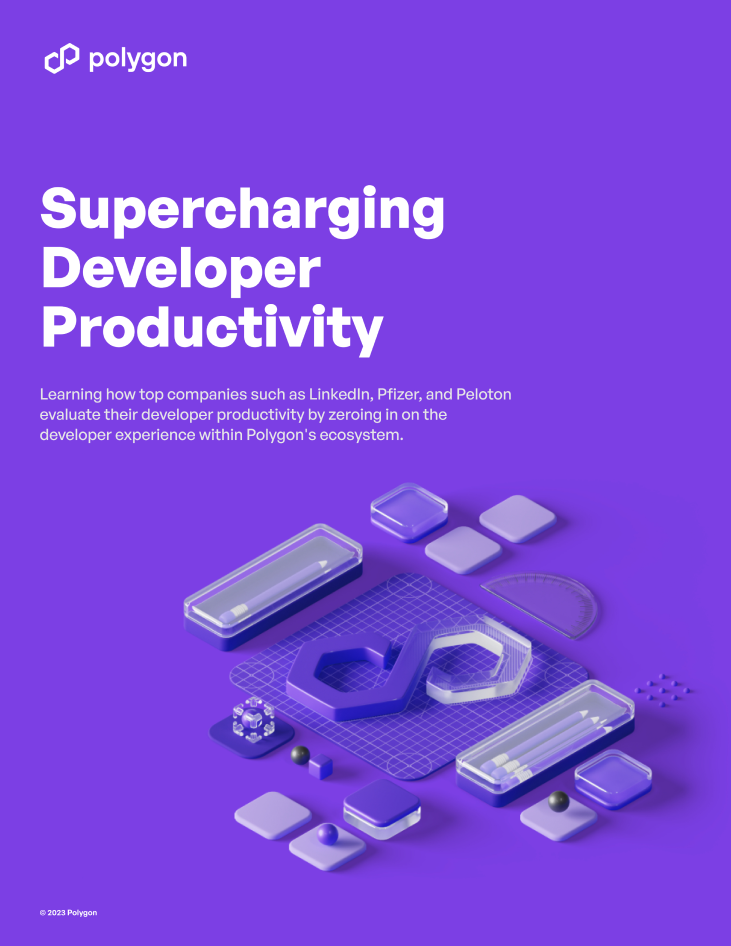 polygon
Supercharging
Developer
Productivity
Learning how top companies such as LinkedIn, Pfizer, and Peloton
evaluate their developer productivity by zeroing in on the
developer experience within Polygon's ecosystem.
© 2023 Polygon